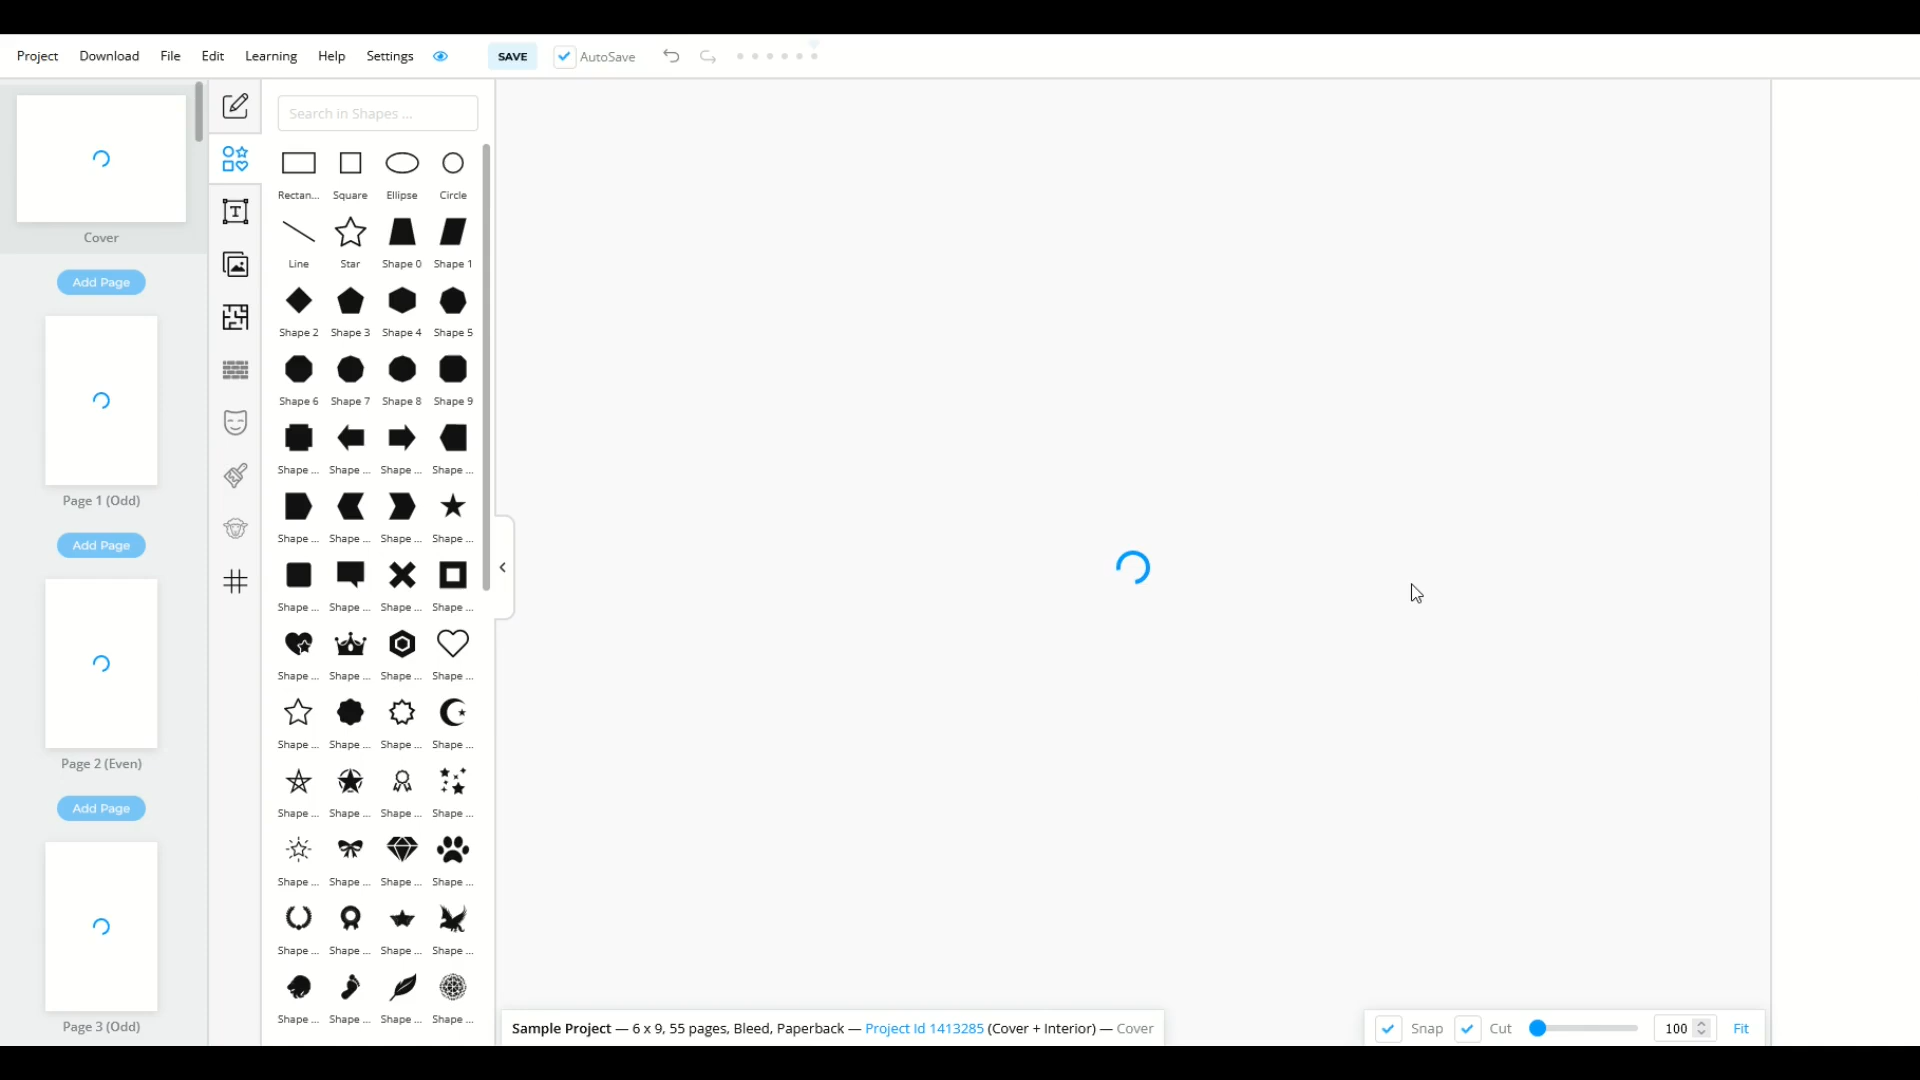 Project Download File Edit Learning Help Settings SAVE AutoSave
Cover
Add Page
Page 1 (Odd)
Add Page
Page 2 (Even)
Add Page
Page 3 (Odd)
Search in Shapes ...
Rectan... Square Ellipse Circle
Line Star Shape 0 Shape 1
Shape 2 Shape 3 Shape 4 Shape 5
Shape 6 Shape 7 Shape 8 Shape 9
Shape ... Shape ... Shape ... Shape ...
Shape ... Shape ... Shape ... Shape ...
Shape ... Shape ... Shape ... Shape ...
Shape ... Shape ... Shape ... Shape ...
Shape ... Shape ... Shape ... Shape ...
Shape ... Shape ... Shape ... Shape ...
Shape ... Shape ... Shape ... Shape ...
Shape ... Shape ... Shape ... Shape ...
Shape ... Shape ... Shape ... Shape ...
Sample Project — 6 x 9, 55 pages, Bleed, Paperback — Project Id 1413285 (Cover + Interior) — Cover
Snap Cut 100 Fit